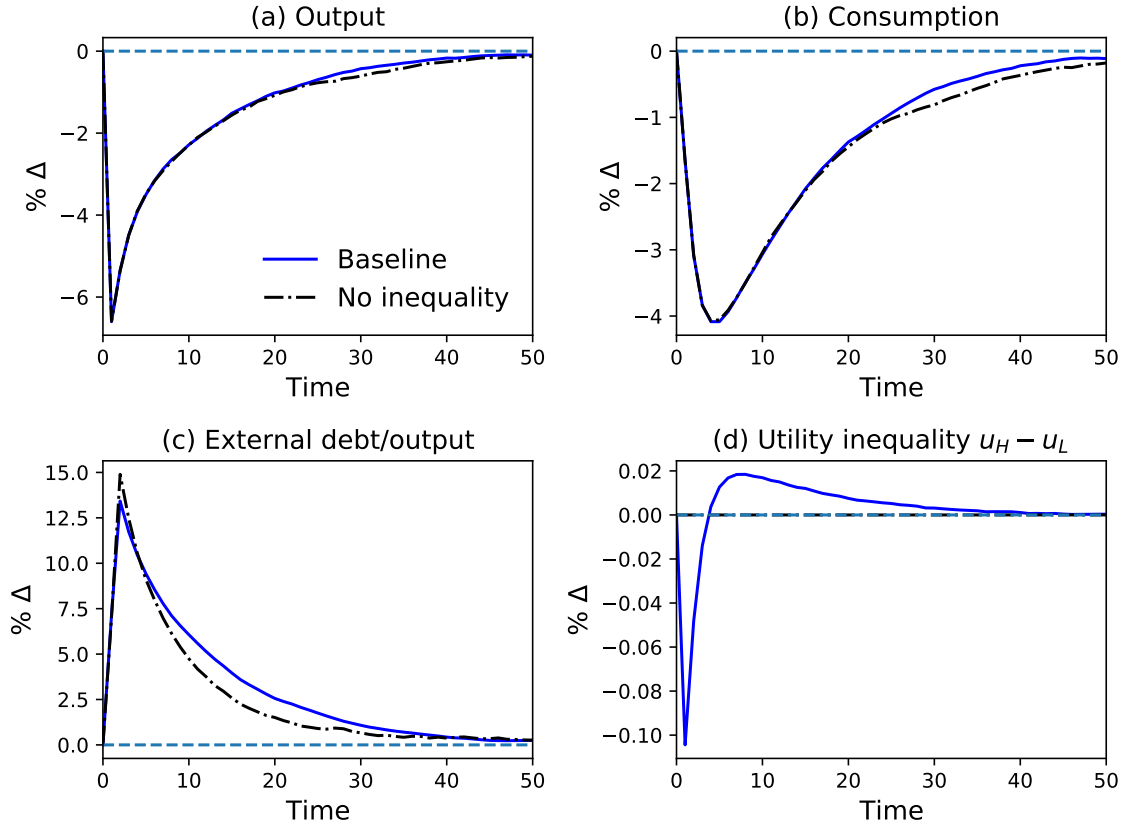 (a) Output
0
−2
−4
−6
% Δ
Baseline
No inequality
0 10 20 30 40 50
Time
(b) Consumption
0
−1
−2
−3
−4
% Δ
0 10 20 30 40 50
Time
(c) External debt/output
15.0
12.5
10.0
7.5
5.0
2.5
0.0
% Δ
0 10 20 30 40 50
Time
(d) Utility inequality u_H − u_L
0.02
0.00
−0.02
−0.04
−0.06
−0.08
−0.10
% Δ
0 10 20 30 40 50
Time